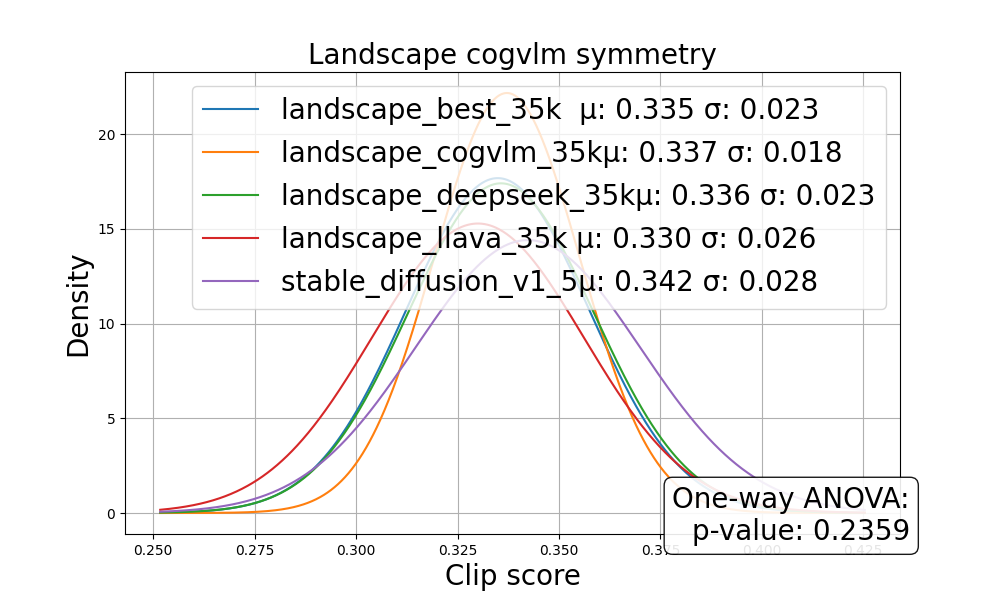 Landscape cogvlm symmetry
landscape_best_35k  μ: 0.335 σ: 0.023
landscape_cogvlm_35kμ: 0.337 σ: 0.018
landscape_deepseek_35kμ: 0.336 σ: 0.023
landscape_llava_35k μ: 0.330 σ: 0.026
stable_diffusion_v1_5μ: 0.342 σ: 0.028
Density
20
15
10
5
0
One-way ANOVA:
p-value: 0.2359
0.250 0.275 0.300 0.325 0.350 0.375 0.400 0.425
Clip score